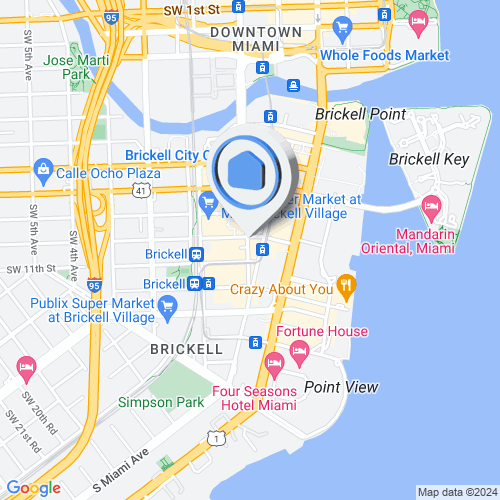 SW 1st St
95
DOWNTOWN
MIAMI
Whole Foods Market
SW 5th Ave
Jose Marti
Park
Brickell Point
Brickell City C
Brickell Key
Calle Ocho Plaza
41
er Market at
M
ckell Village
Mandarin
Oriental, Miami
SW 5th Ave
SW 4th Ave
Brickell
SW 11th St
95
Brickell
Crazy About You
Publix Super Market
at Brickell Village
Fortune House
BRICKELL
Four Seasons
Hotel Miami
Point View
Simpson Park
SW 20th Rd
SW 21st Rd
S Miami Ave
1
Google
Map data ©2024